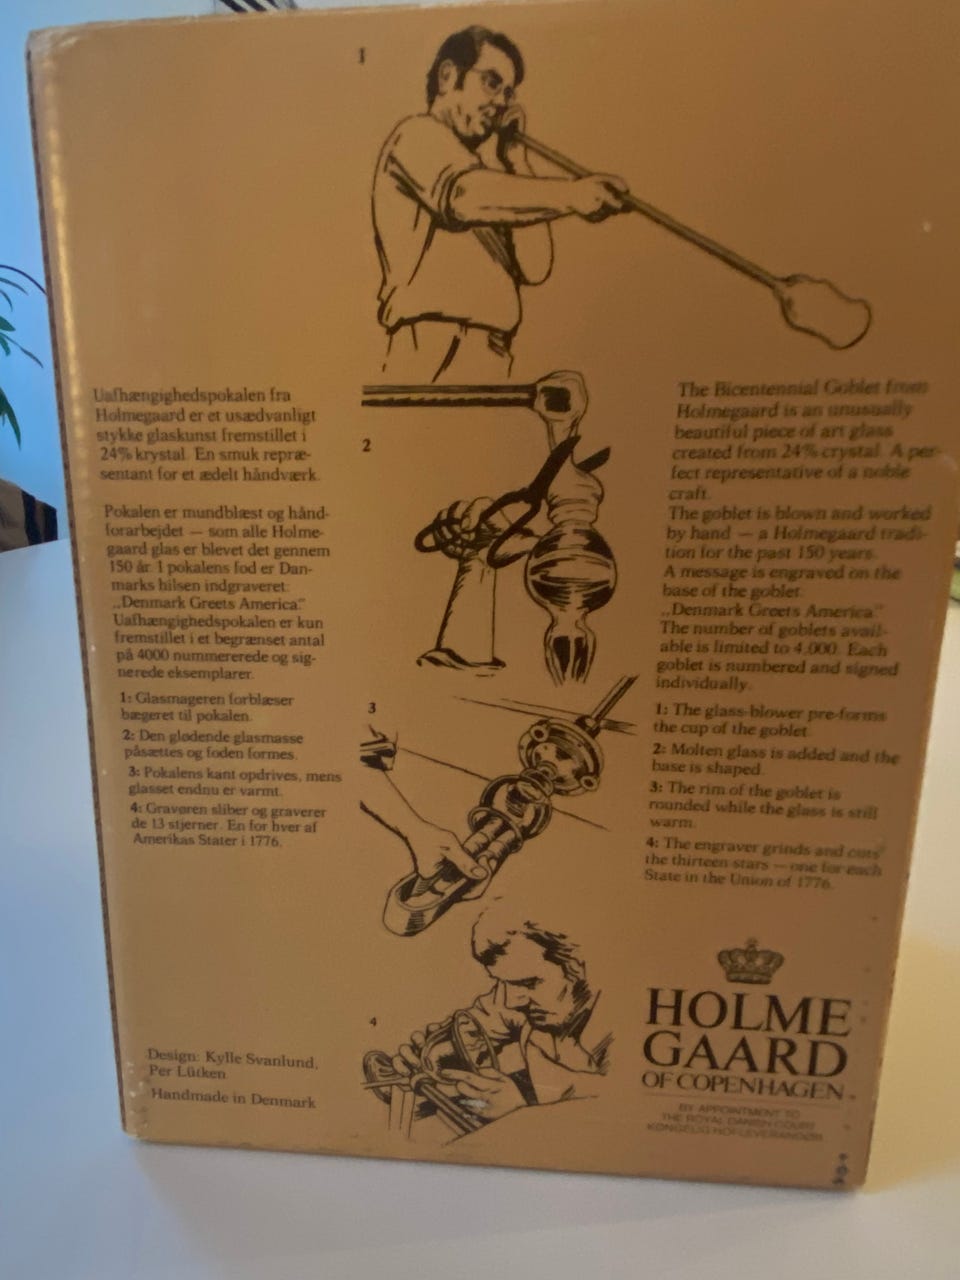 1
2
3
4
Uafhængighedspokalen fra
Holmegaard er et usædvanligt
stykke glaskunst fremstillet i
24% krystal. En smuk repræ-
sentant for et ædelt håndværk.
Pokalen er mundblæst og hånd-
forarbejdet — som alle Holme-
gaard glas er blevet det gennem
150 år. I pokalens fod er Dan-
marks hilsen indgraveret:
„Denmark Greets America."
Uafhængighedspokalen er kun
fremstillet i et begrænset antal
på 4000 nummererede og sig-
nerede eksemplarer.
1: Glasmageren forblæser
bægeret til pokalen.
2: Den glødende glasmasse
påsættes og foden formes.
3: Pokalens kant opdrives, mens
glasset endnu er varmt.
4: Gravøren sliber og graverer
de 13 stjerner. En for hver af
Amerikas Stater i 1776.
Design: Kylle Svanlund,
Per Lütken
Handmade in Denmark
The Bicentennial Goblet from
Holmegaard is an unusually
beautiful piece of art glass
created from 24% crystal. A per-
fect representative of a noble
craft.
The goblet is blown and worked
by hand — a Holmegaard tradi-
tion for the past 150 years.
A message is engraved on the
base of the goblet:
„Denmark Greets America."
The number of goblets avail-
able is limited to 4,000. Each
goblet is numbered and signed
individually.
1: The glass-blower pre-forms
the cup of the goblet.
2: Molten glass is added and the
base is shaped.
3: The rim of the goblet is
rounded while the glass is still
warm.
4: The engraver grinds and cuts
the thirteen stars — one for each
State in the Union of 1776.
HOLME
GAARD
OF COPENHAGEN
BY APPOINTMENT TO
THE ROYAL DANISH COURT
KONGELIG HOFLEVERANDØR